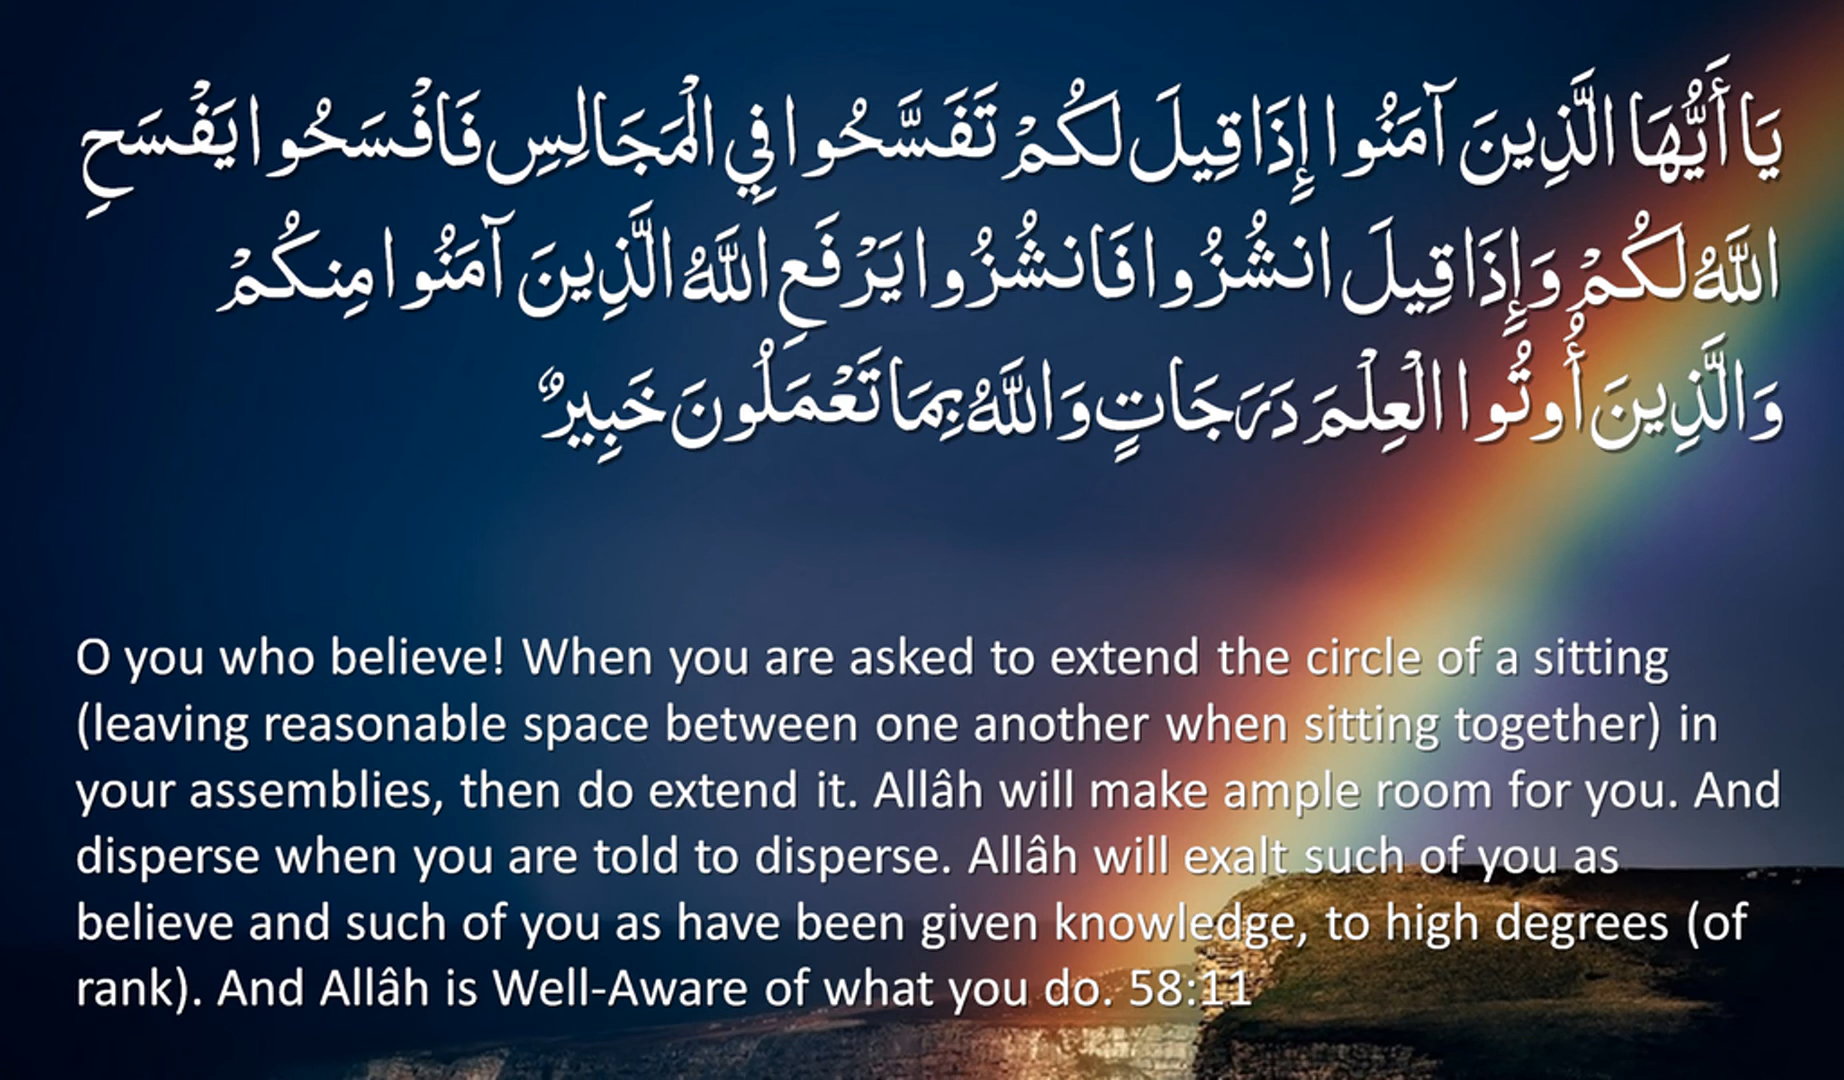 يَا أَيُّهَا الَّذِينَ آمَنُوا إِذَا قِيلَ لَكُمْ تَفَسَّحُوا فِي الْمَجَالِسِ فَافْسَحُوا يَفْسَحِ
اللَّهُ لَكُمْ وَإِذَا قِيلَ انشُزُوا فَانشُزُوا يَرْفَعِ اللَّهُ الَّذِينَ آمَنُوا مِنكُمْ
وَالَّذِينَ أُوتُوا الْعِلْمَ دَرَجَاتٍ وَاللَّهُ بِمَا تَعْمَلُونَ خَبِيرٌ
O you who believe! When you are asked to extend the circle of a sitting
(leaving reasonable space between one another when sitting together) in
your assemblies, then do extend it. Allâh will make ample room for you. And
disperse when you are told to disperse. Allâh will exalt such of you as
believe and such of you as have been given knowledge, to high degrees (of
rank). And Allâh is Well-Aware of what you do. 58:11